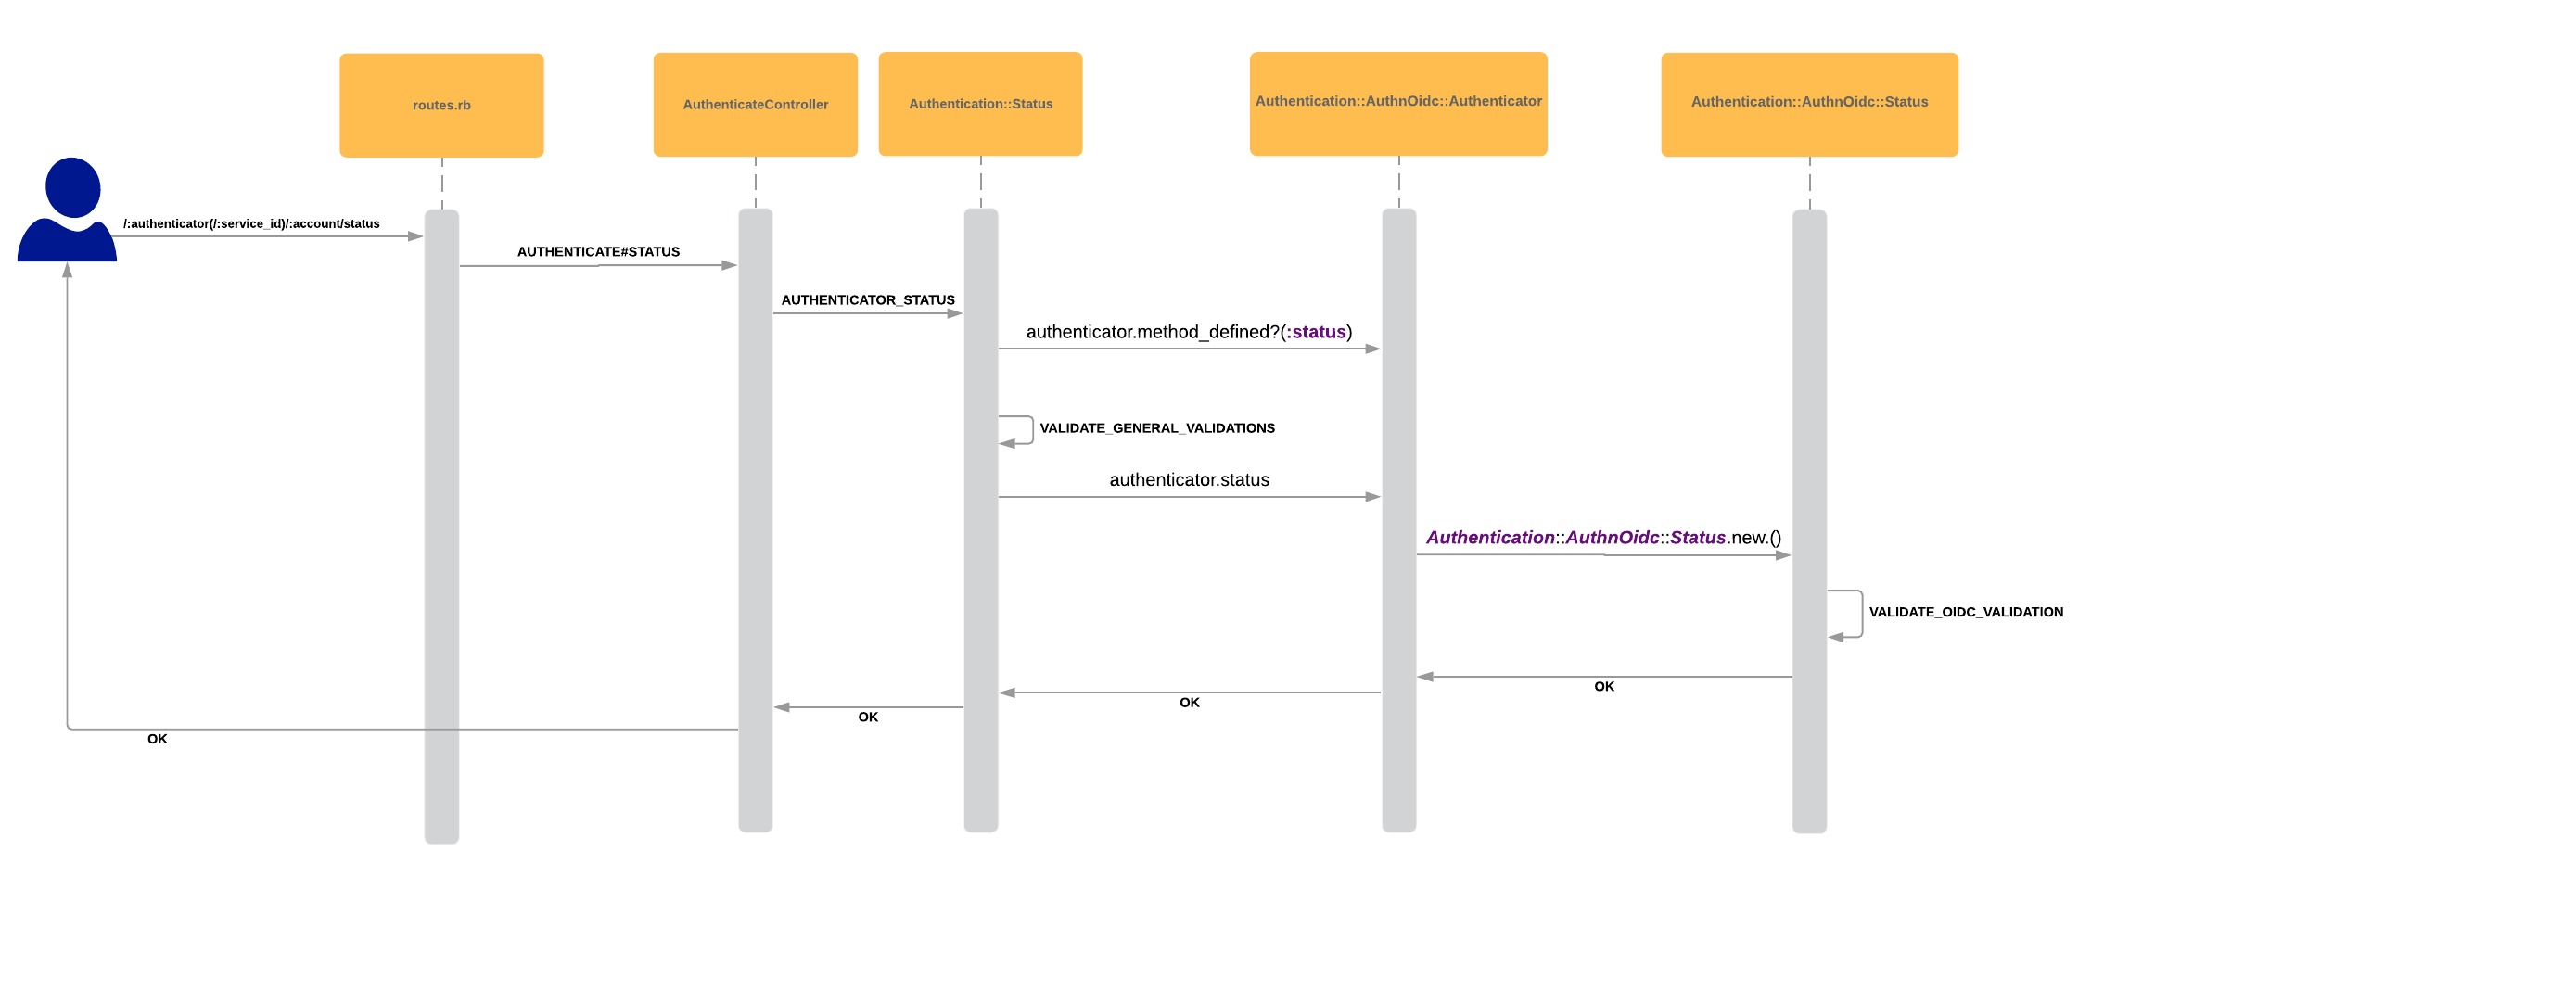 routes.rb
AuthenticateController
Authentication::Status
Authentication::AuthnOidc::Authenticator
Authentication::AuthnOidc::Status
/:authenticator(/:service_id)/:account/status
AUTHENTICATE#STATUS
AUTHENTICATOR_STATUS
authenticator.method_defined?(:status)
VALIDATE_GENERAL_VALIDATIONS
authenticator.status
Authentication::AuthnOidc::Status.new.()
VALIDATE_OIDC_VALIDATION
OK
OK
OK
OK